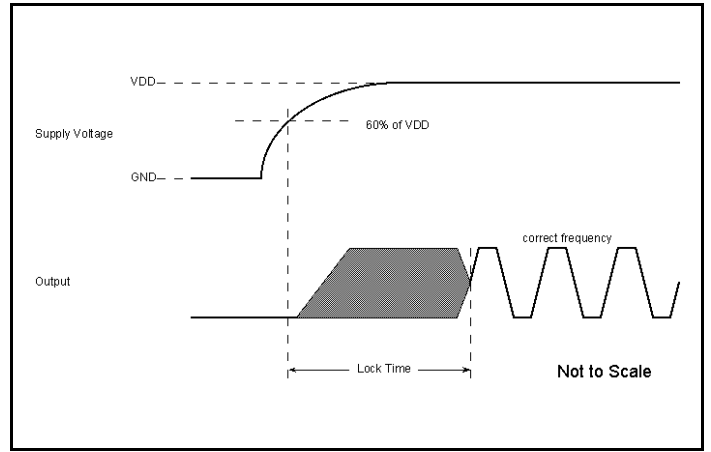 VDD
60% of VDD
Supply Voltage
GND
correct frequency
Output
Lock Time
Not to Scale